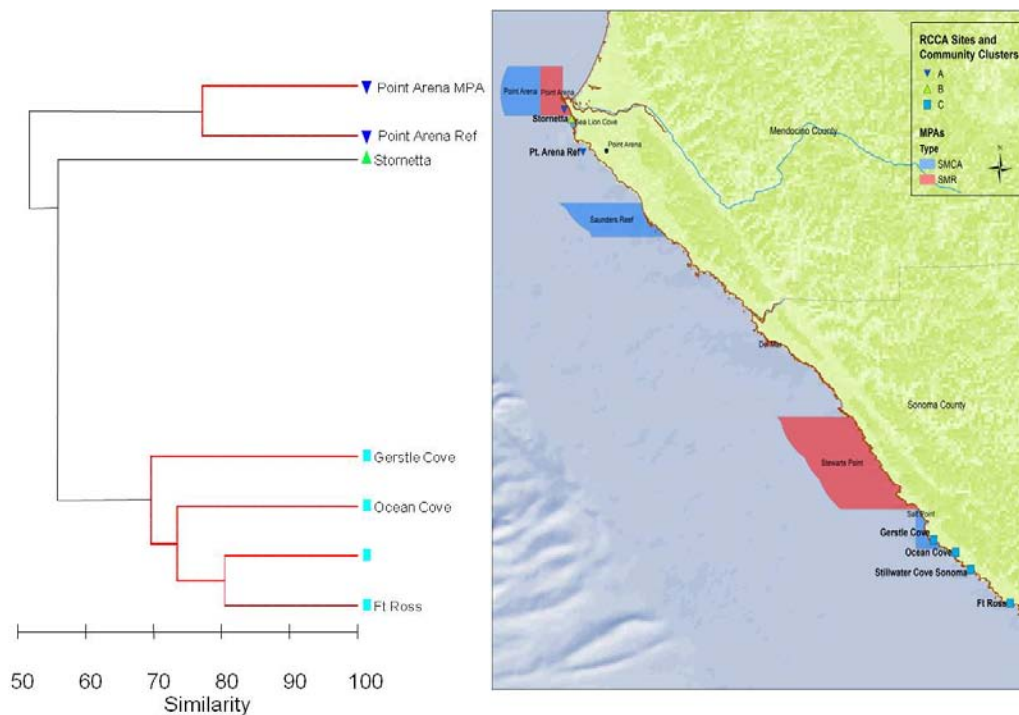 Point Arena MPA
Point Arena Ref
Stornetta
Gerstle Cove
Ocean Cove
Ft Ross
50 60 70 80 90 100
Similarity
RCCA Sites and
Community Clusters
A
B
C
MPAs
Type
SMCA
SMR
N
Point Arena
Point Arena
Stornetta
Sea Lion Cove
Mendocino County
Pt. Arena Ref
Point Arena
Saunders Reef
Del Mar
Sonoma County
Stewarts Point
Salt Point
Gerstle Cove
Ocean Cove
Stillwater Cove Sonoma
Ft Ross